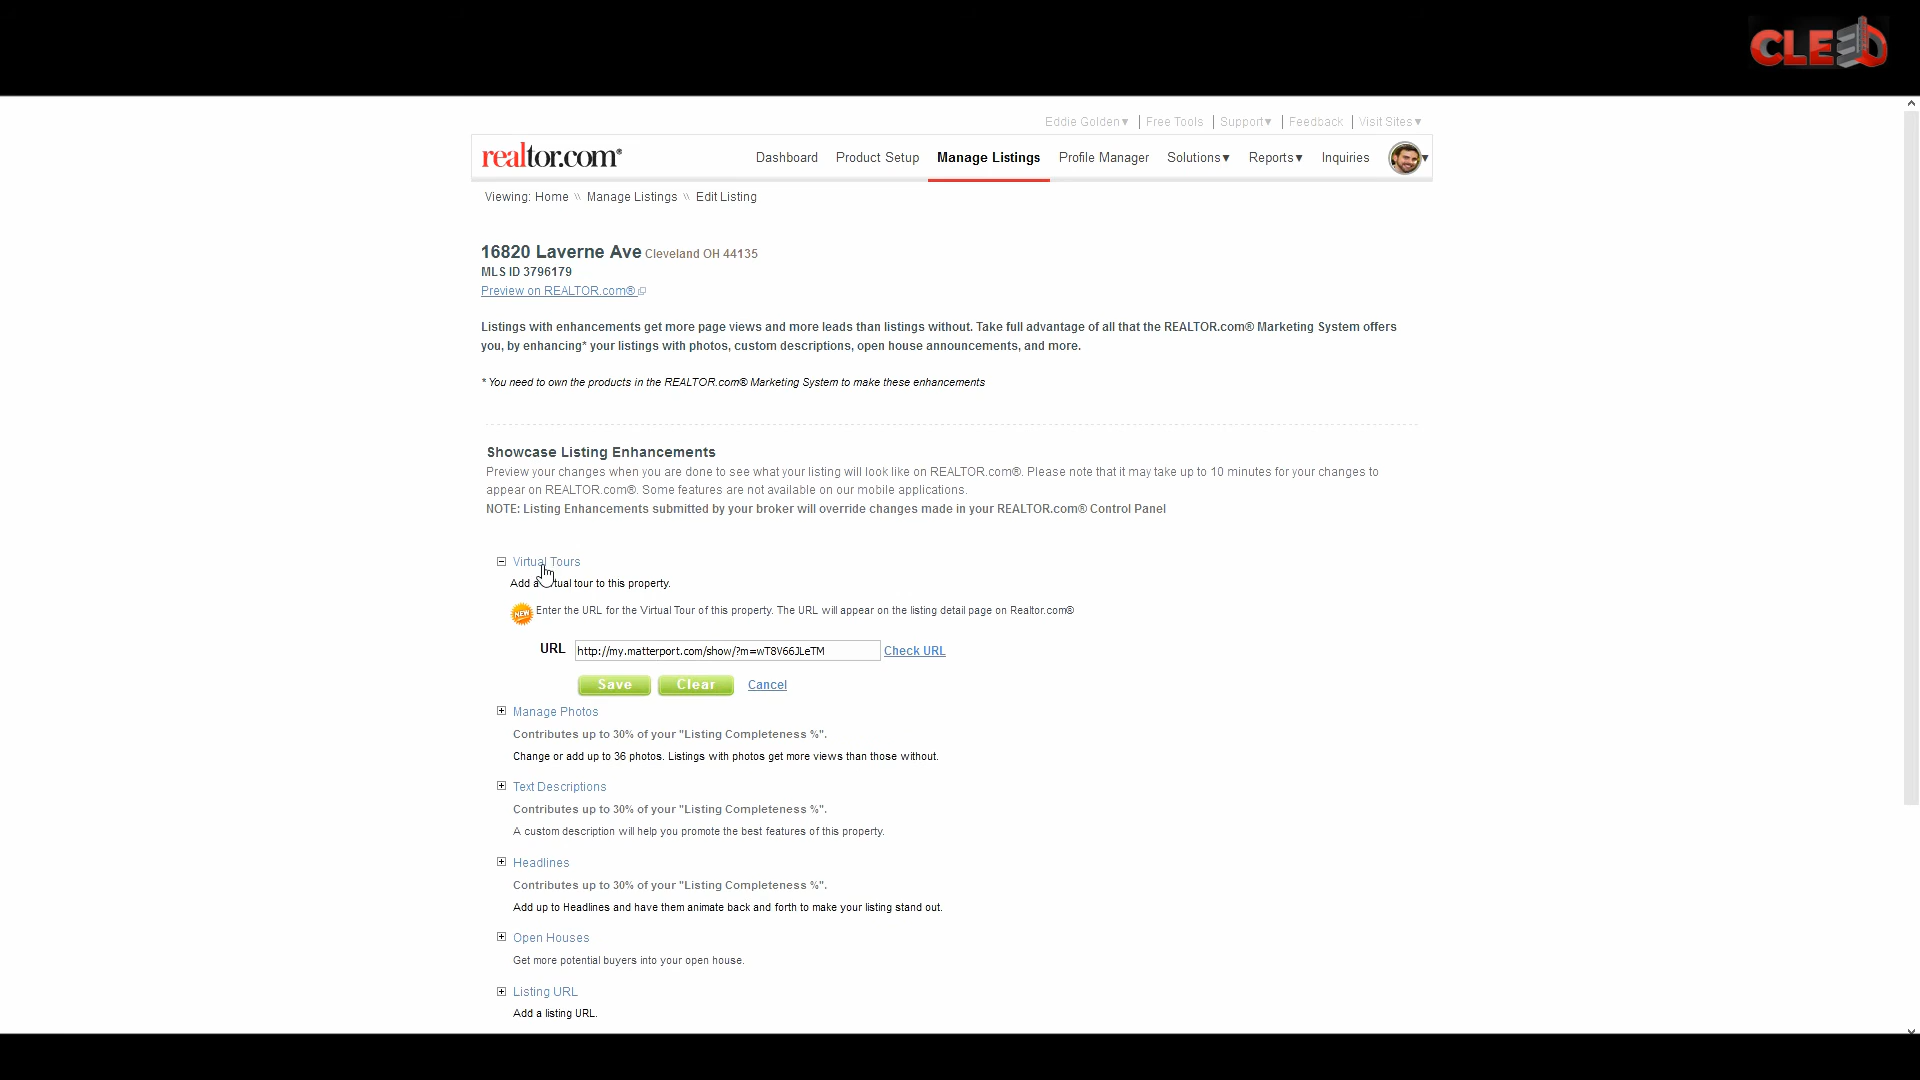 CLE3D
Eddie Golden▼ | Free Tools | Support▼ | Feedback | Visit Sites▼
realtor.com®
Dashboard Product Setup Manage Listings Profile Manager Solutions▼ Reports▼ Inquiries ▼
Viewing: Home \\ Manage Listings \\ Edit Listing
16820 Laverne Ave Cleveland OH 44135
MLS ID 3796179
Preview on REALTOR.com®
Listings with enhancements get more page views and more leads than listings without. Take full advantage of all that the REALTOR.com® Marketing System offers
you, by enhancing* your listings with photos, custom descriptions, open house announcements, and more.
* You need to own the products in the REALTOR.com® Marketing System to make these enhancements
Showcase Listing Enhancements
Preview your changes when you are done to see what your listing will look like on REALTOR.com®. Please note that it may take up to 10 minutes for your changes to
appear on REALTOR.com®. Some features are not available on our mobile applications.
NOTE: Listing Enhancements submitted by your broker will override changes made in your REALTOR.com® Control Panel
Virtual Tours
Add a virtual tour to this property.
NEW Enter the URL for the Virtual Tour of this property. The URL will appear on the listing detail page on Realtor.com®
URL http://my.matterport.com/show/?m=wT8V66JLeTM Check URL
Save Clear Cancel
Manage Photos
Contributes up to 30% of your "Listing Completeness %".
Change or add up to 36 photos. Listings with photos get more views than those without.
Text Descriptions
Contributes up to 30% of your "Listing Completeness %".
A custom description will help you promote the best features of this property.
Headlines
Contributes up to 30% of your "Listing Completeness %".
Add up to Headlines and have them animate back and forth to make your listing stand out.
Open Houses
Get more potential buyers into your open house.
Listing URL
Add a listing URL.